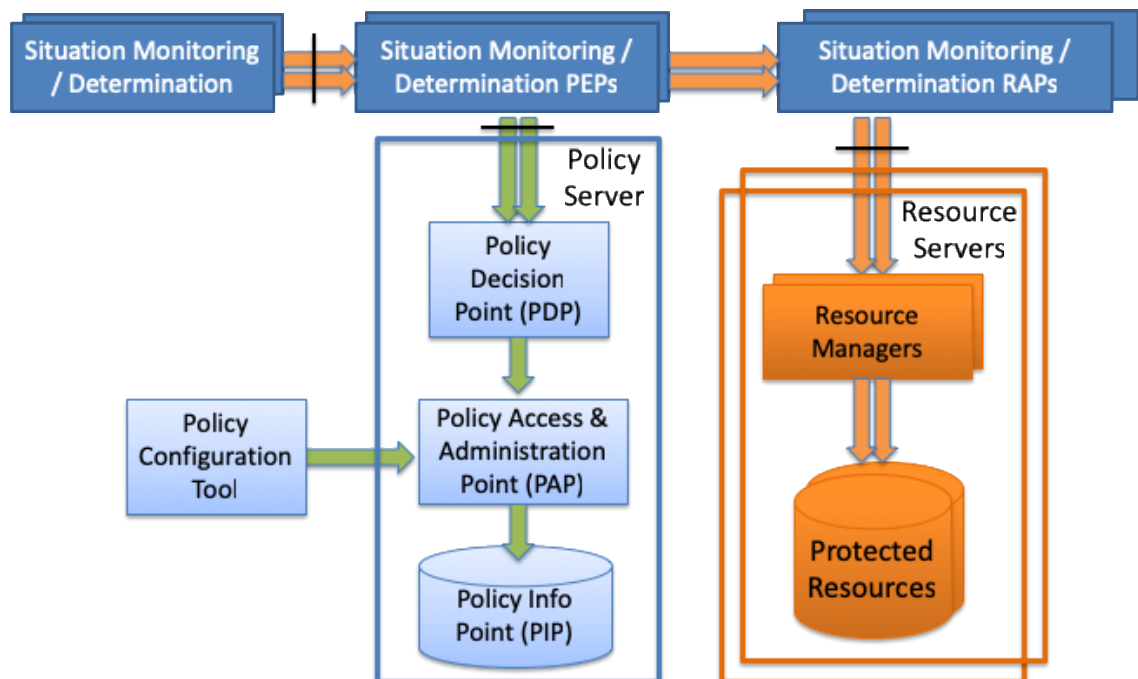 Situation Monitoring
/ Determination
Situation Monitoring /
Determination PEPs
Situation Monitoring /
Determination RAPs
Policy
Server
Policy
Decision
Point (PDP)
Resource
Servers
Resource
Managers
Policy
Configuration
Tool
Policy Access &
Administration
Point (PAP)
Protected
Resources
Policy Info
Point (PIP)